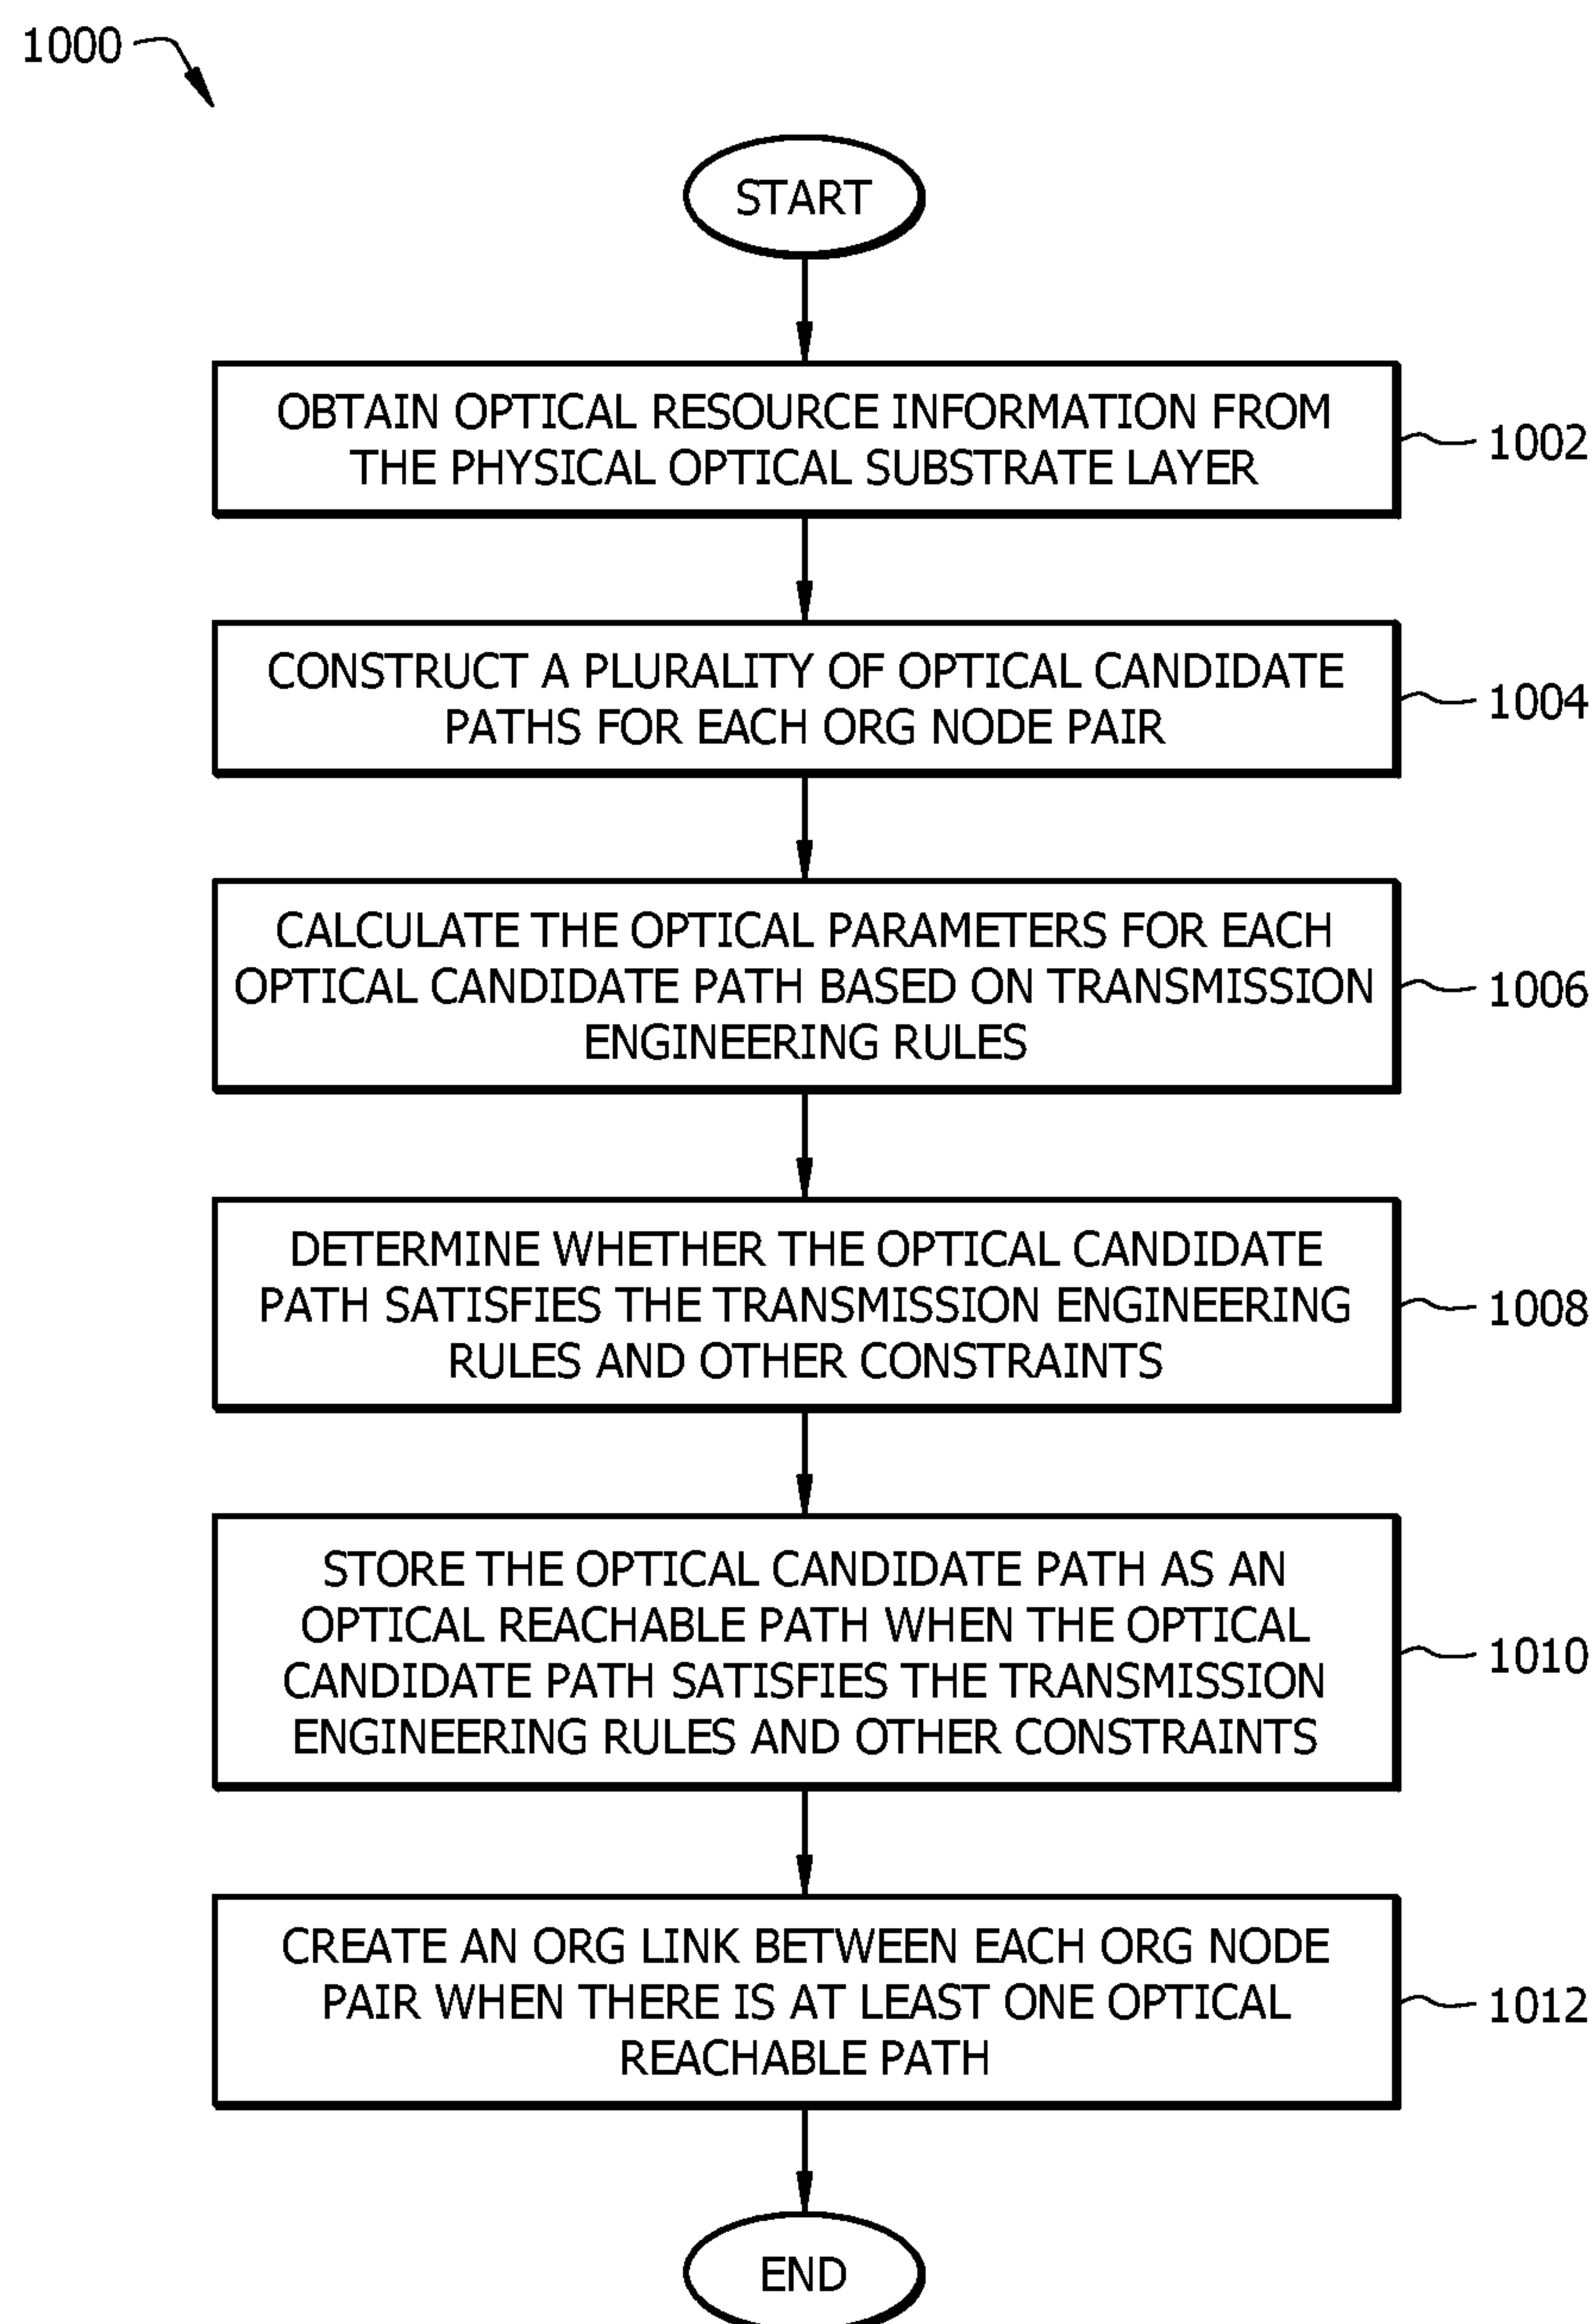 1000
START
OBTAIN OPTICAL RESOURCE INFORMATION FROM
THE PHYSICAL OPTICAL SUBSTRATE LAYER
1002
CONSTRUCT A PLURALITY OF OPTICAL CANDIDATE
PATHS FOR EACH ORG NODE PAIR
1004
CALCULATE THE OPTICAL PARAMETERS FOR EACH
OPTICAL CANDIDATE PATH BASED ON TRANSMISSION
ENGINEERING RULES
1006
DETERMINE WHETHER THE OPTICAL CANDIDATE
PATH SATISFIES THE TRANSMISSION ENGINEERING
RULES AND OTHER CONSTRAINTS
1008
STORE THE OPTICAL CANDIDATE PATH AS AN
OPTICAL REACHABLE PATH WHEN THE OPTICAL
CANDIDATE PATH SATISFIES THE TRANSMISSION
ENGINEERING RULES AND OTHER CONSTRAINTS
1010
CREATE AN ORG LINK BETWEEN EACH ORG NODE
PAIR WHEN THERE IS AT LEAST ONE OPTICAL
REACHABLE PATH
1012
END